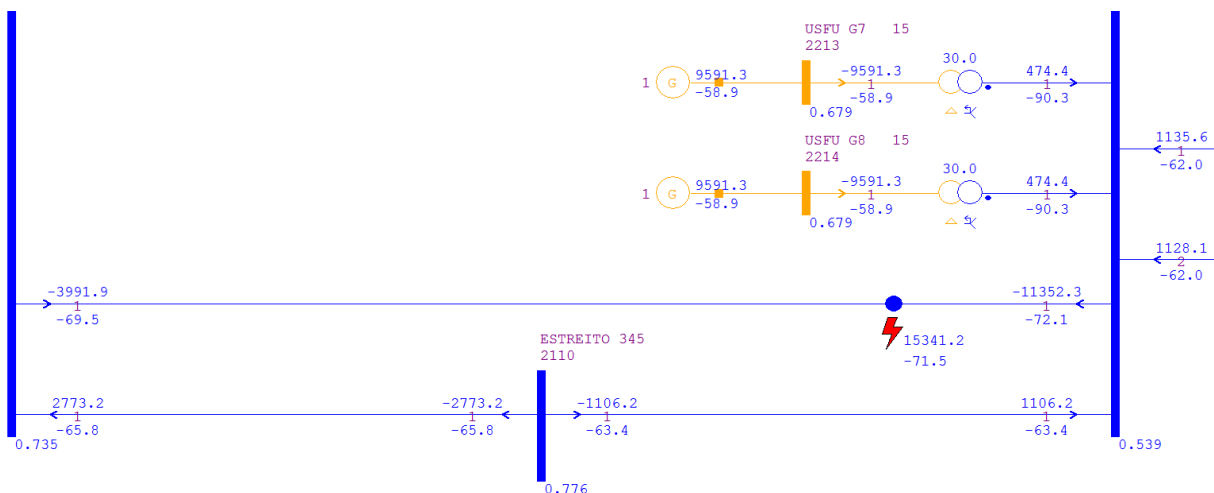 USFU G7   15
2213
30.0
1 G 9591.3 -9591.3 474.4
-58.9 1 1
-58.9 -90.3
0.679
USFU G8   15
2214
30.0
1 G 9591.3 -9591.3 474.4
-58.9 1 1
-58.9 -90.3
0.679
1135.6
1
-62.0
1128.1
2
-62.0
-3991.9 -11352.3
1 1
-69.5 -72.1
15341.2
-71.5
ESTREITO 345
2110
2773.2 -2773.2 -1106.2 1106.2
1 1 1 1
-65.8 -65.8 -63.4 -63.4
0.735 0.539
0.776